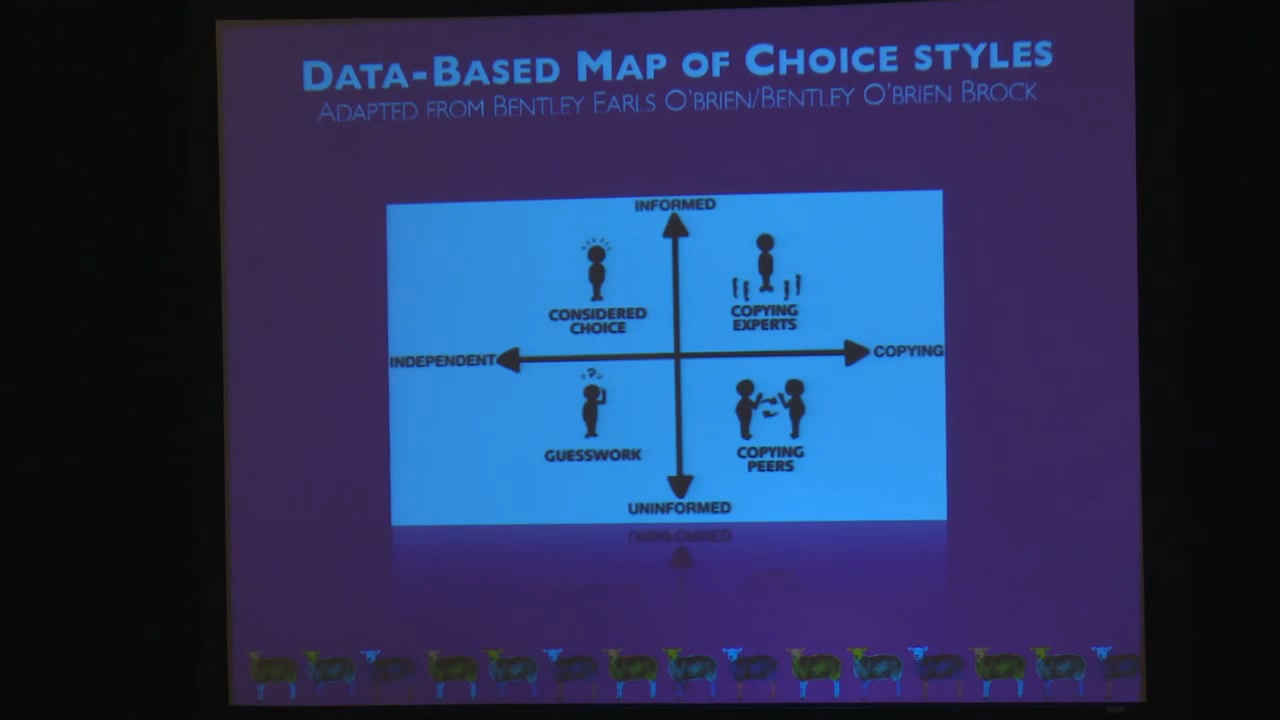 DATA-BASED MAP OF CHOICE STYLES
ADAPTED FROM BENTLEY EARLS O'BRIEN/BENTLEY O'BRIEN BROCK
INFORMED
CONSIDERED
CHOICE
COPYING
EXPERTS
INDEPENDENT
COPYING
?
GUESSWORK
COPYING
PEERS
UNINFORMED